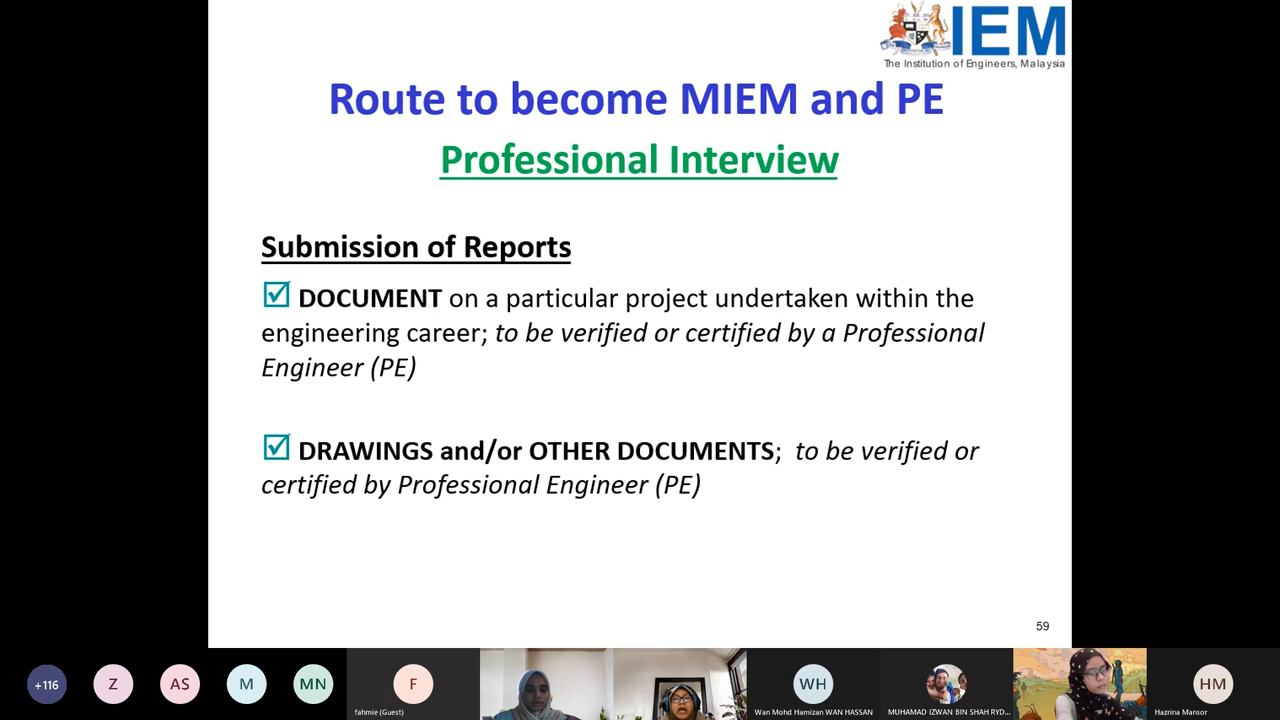 IEM
The Institution of Engineers, Malaysia
Route to become MIEM and PE
Professional Interview
Submission of Reports
☑ DOCUMENT on a particular project undertaken within the
engineering career; to be verified or certified by a Professional
Engineer (PE)
☑ DRAWINGS and/or OTHER DOCUMENTS; to be verified or
certified by Professional Engineer (PE)
59
+116
Z
AS
M
MN
F
WH
HM
fahmie (Guest)
Wan Mohd Hamizan WAN HASSAN
MUHAMAD IZWAN BIN SHAH RYD...
Hazrina Mansor